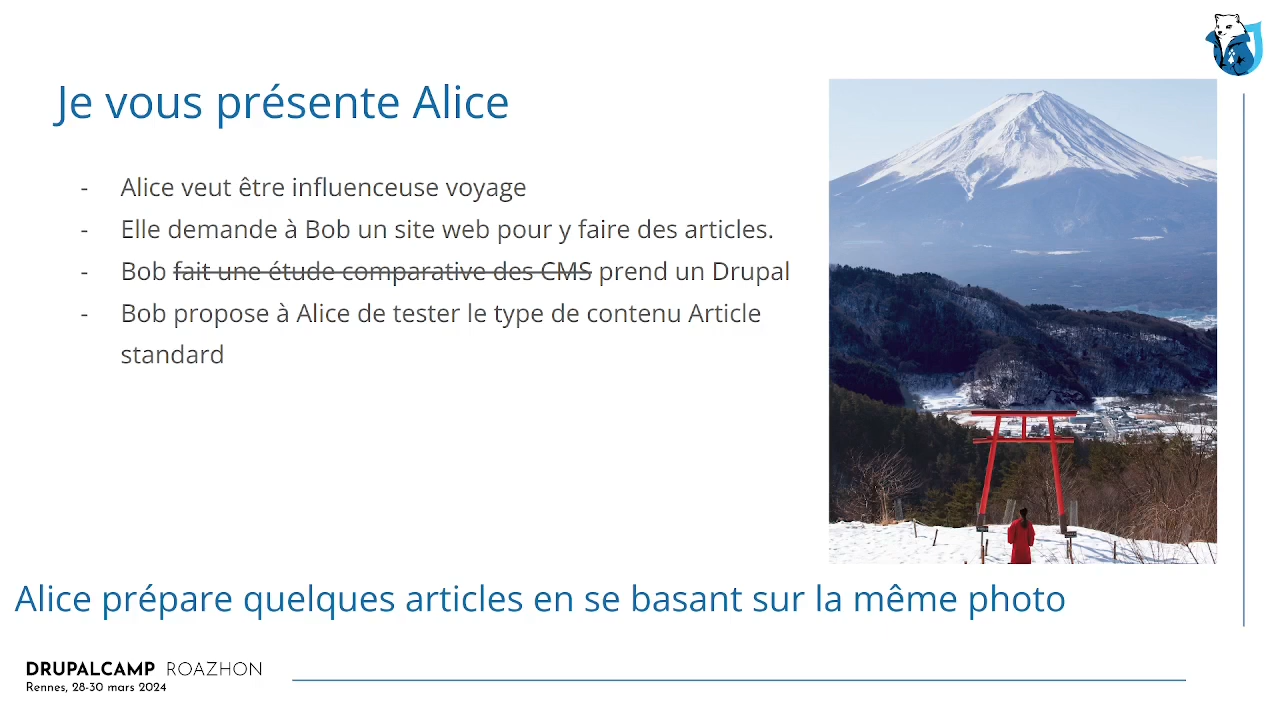 Je vous présente Alice
- Alice veut être influenceuse voyage
- Elle demande à Bob un site web pour y faire des articles.
- Bob fait une étude comparative des CMS prend un Drupal
- Bob propose à Alice de tester le type de contenu Article
standard
Alice prépare quelques articles en se basant sur la même photo
DRUPALCAMP ROAZHON
Rennes, 28-30 mars 2024